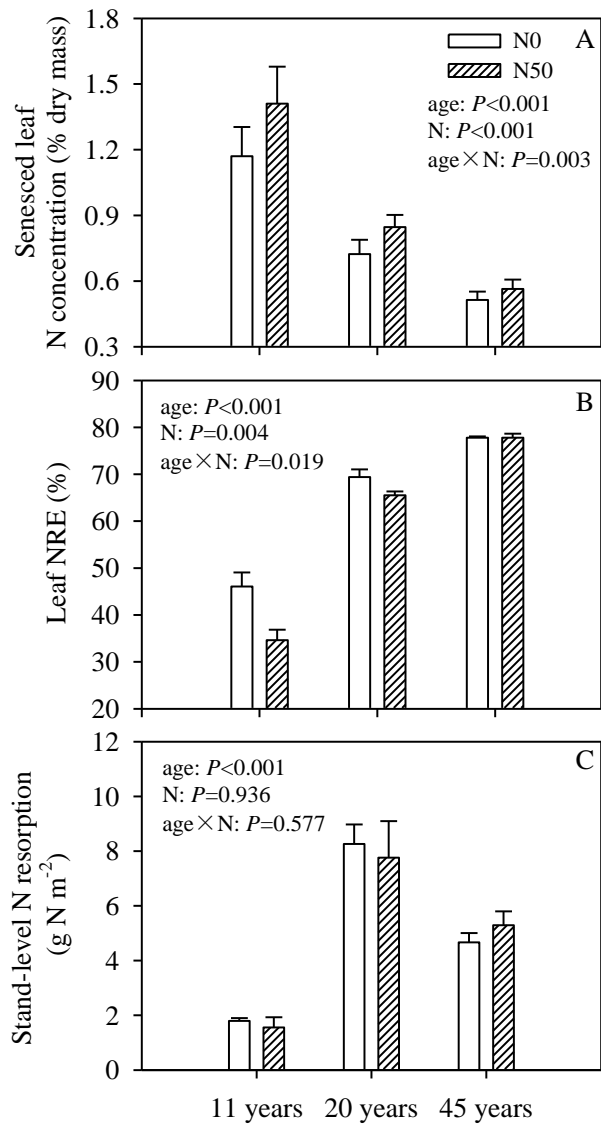 Senesced leaf
N concentration (% dry mass)
1.8
1.5
1.2
0.9
0.6
0.3
N0
N50
A
age: P<0.001
N: P<0.001
age×N: P=0.003
Leaf NRE (%)
90
80
70
60
50
40
30
20
age: P<0.001
N: P=0.004
age×N: P=0.019
B
Stand-level N resorption
(g N m⁻²)
12
10
8
6
4
2
0
age: P<0.001
N: P=0.936
age×N: P=0.577
C
11 years 20 years 45 years